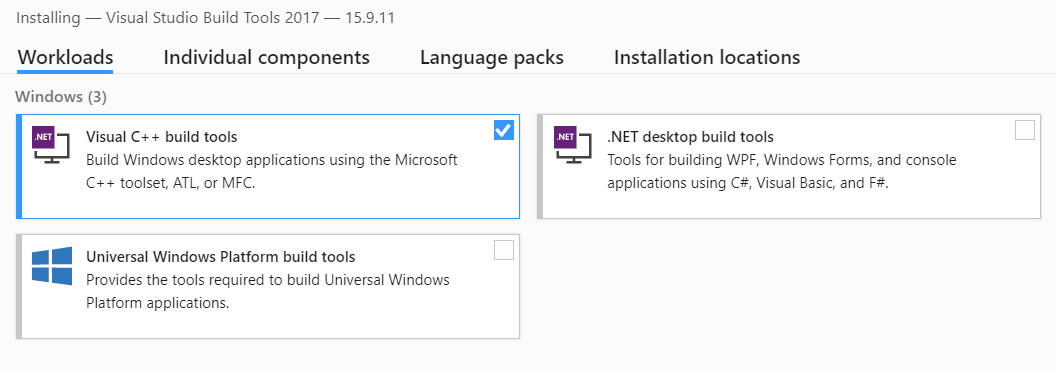 Installing — Visual Studio Build Tools 2017 — 15.9.11
Workloads Individual components Language packs Installation locations
Windows (3)
.NET Visual C++ build tools
Build Windows desktop applications using the Microsoft
C++ toolset, ATL, or MFC.
.NET .NET desktop build tools
Tools for building WPF, Windows Forms, and console
applications using C#, Visual Basic, and F#.
Universal Windows Platform build tools
Provides the tools required to build Universal Windows
Platform applications.